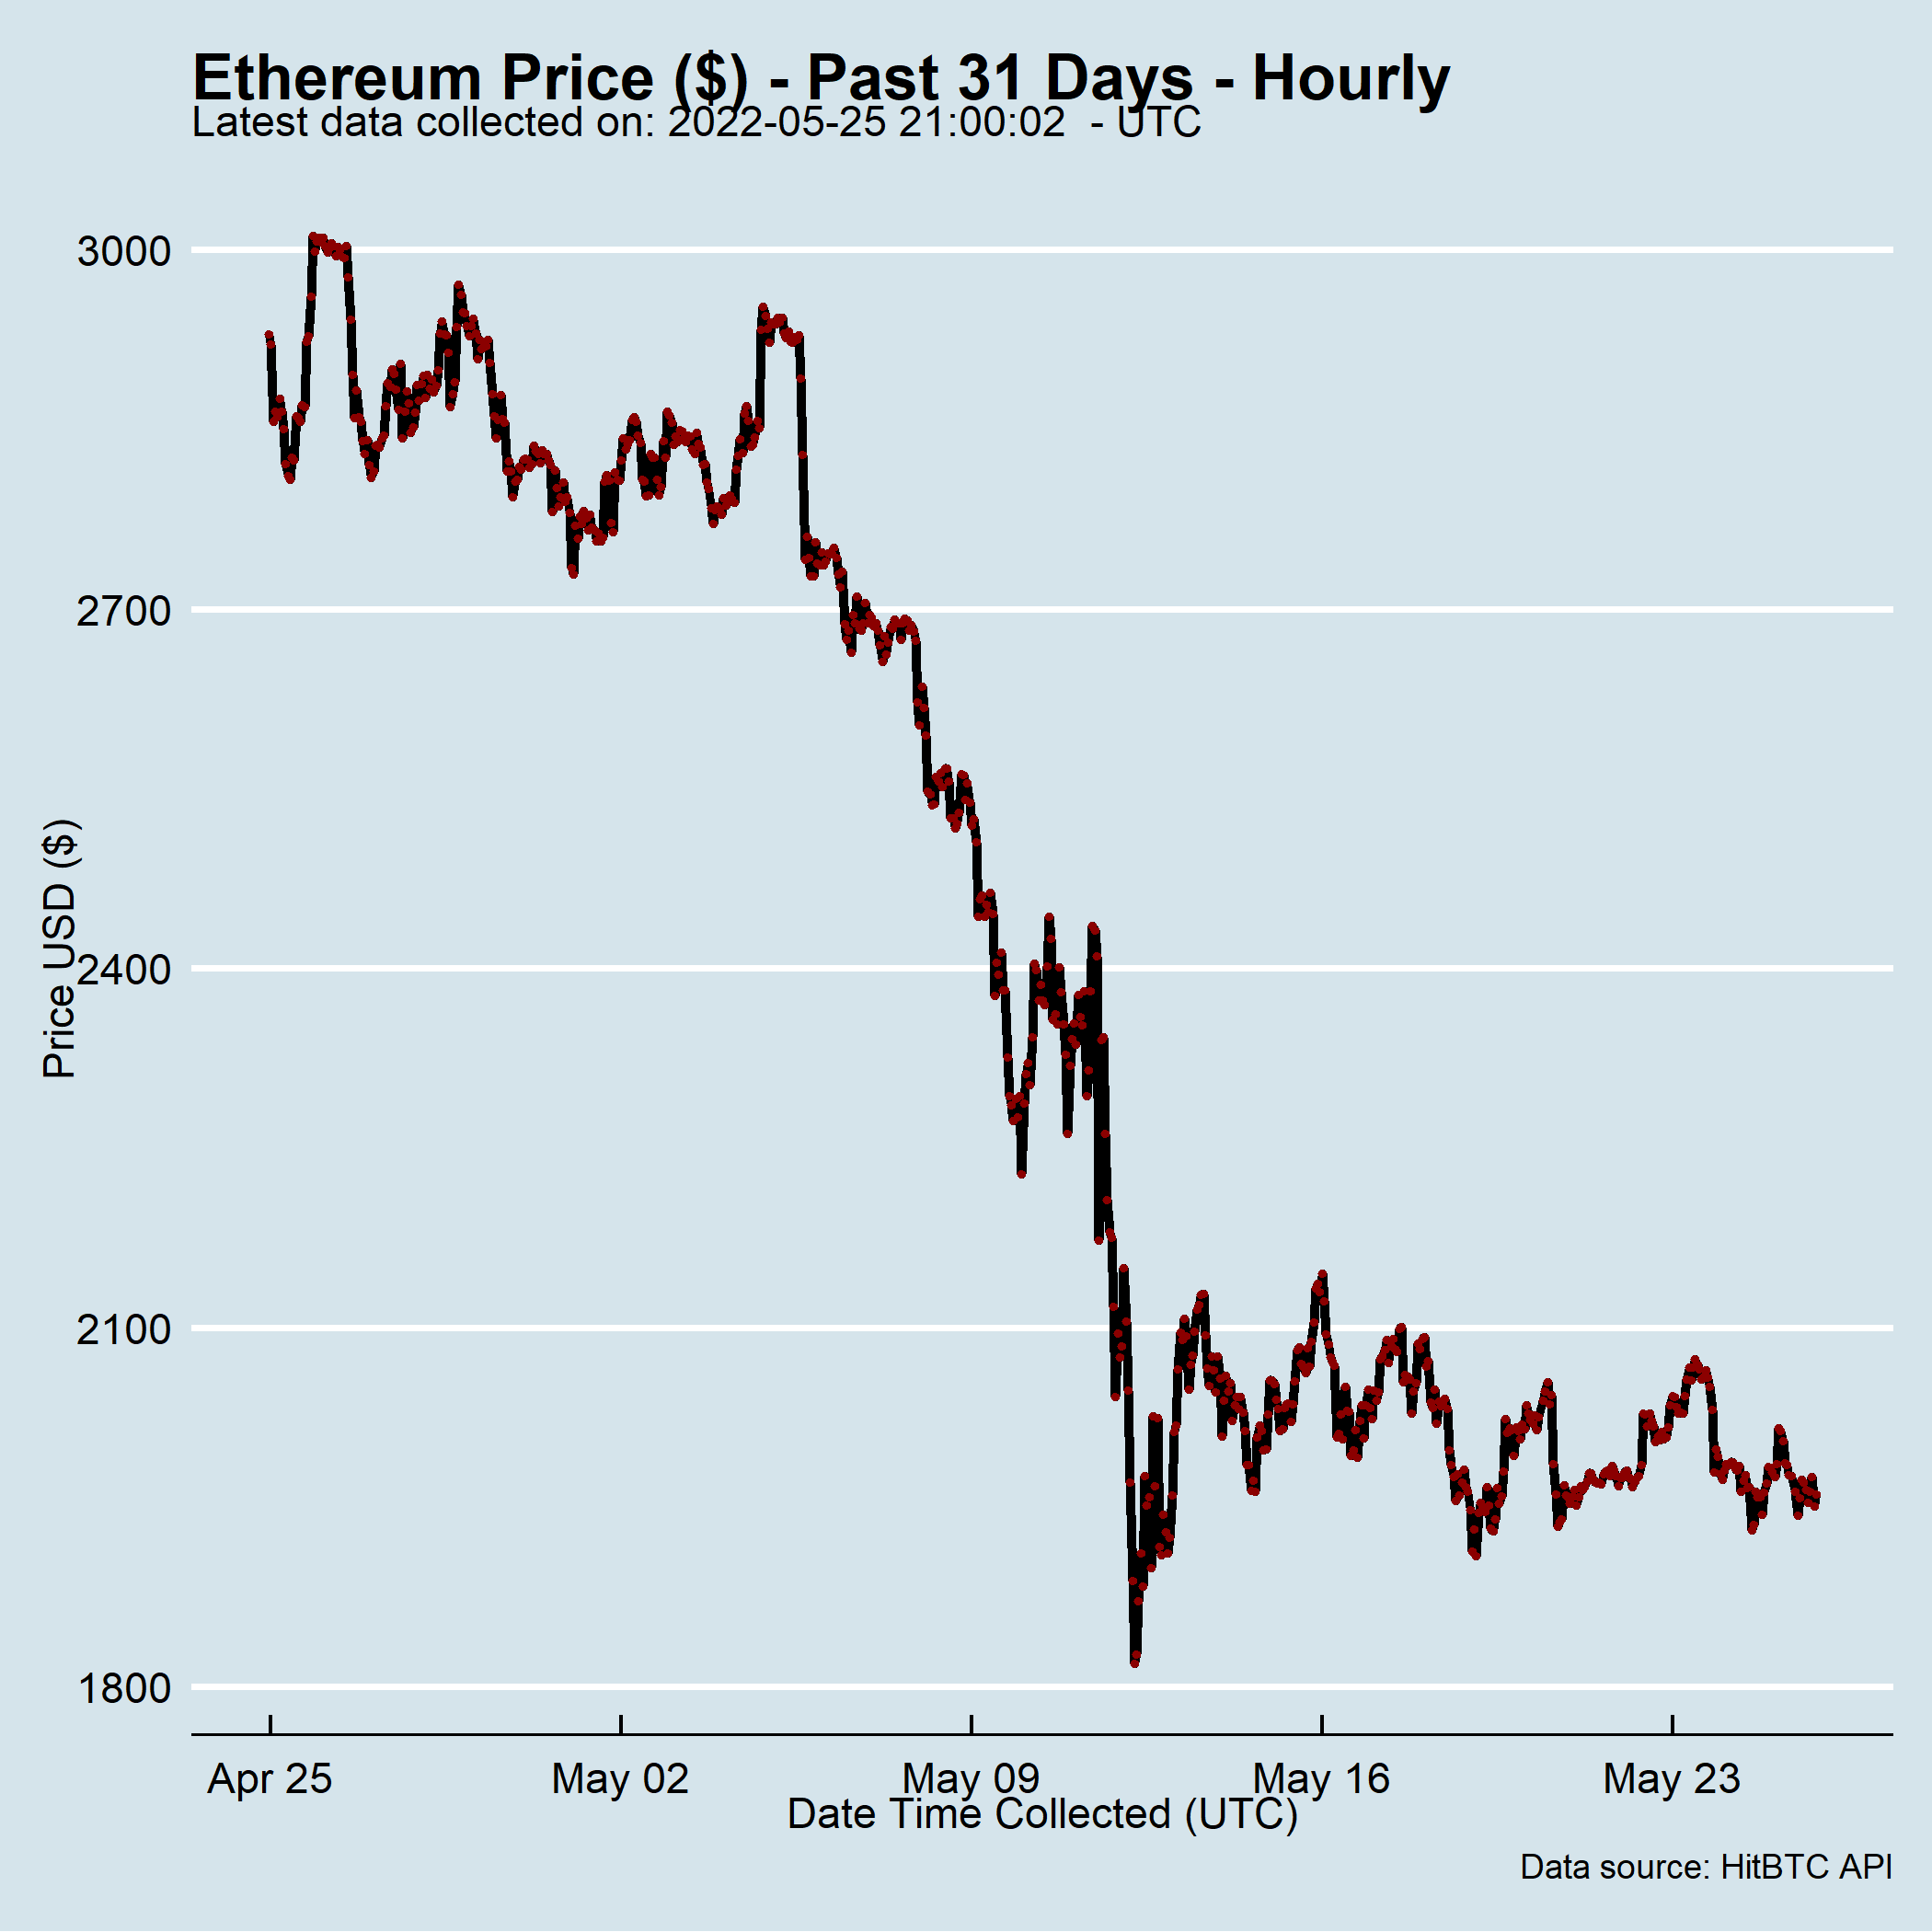 Ethereum Price ($) - Past 31 Days - Hourly
Latest data collected on: 2022-05-25 21:00:02  - UTC
3000
2700
2400
2100
1800
Price USD ($)
Apr 25 May 02 May 09 May 16 May 23
Date Time Collected (UTC)
Data source: HitBTC API